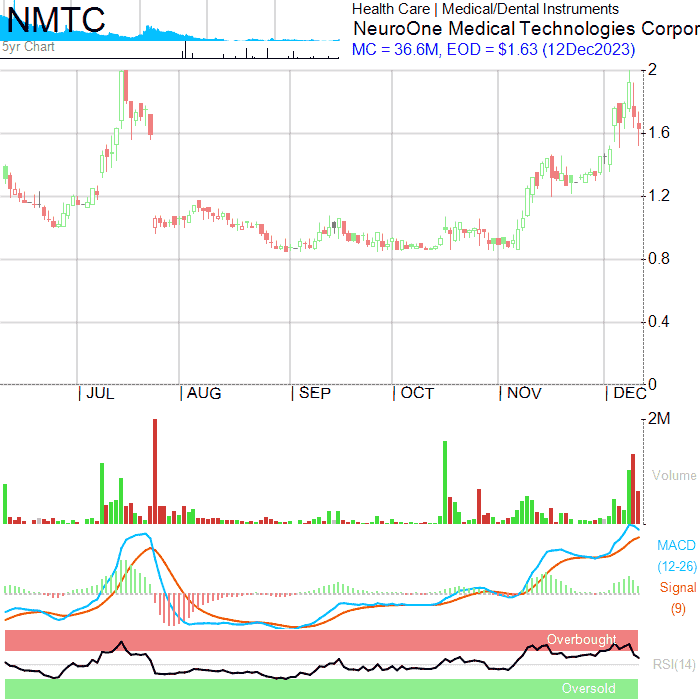 NMTC
5yr Chart
Health Care | Medical/Dental Instruments
NeuroOne Medical Technologies Corpor
MC = 36.6M, EOD = $1.63 (12Dec2023)
2
1.6
1.2
0.8
0.4
0
| JUL | AUG | SEP | OCT | NOV | DEC
2M
Volume
MACD
(12-26)
Signal
(9)
Overbought
RSI(14)
Oversold